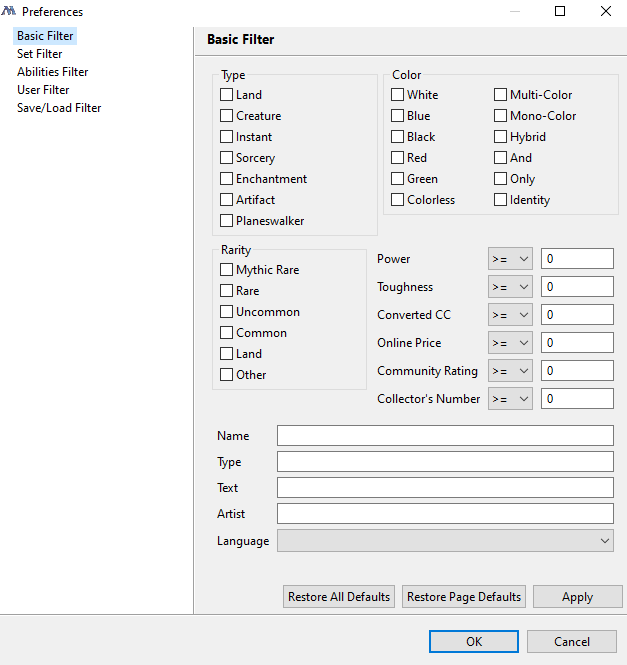 Preferences
Basic Filter
Set Filter
Abilities Filter
User Filter
Save/Load Filter
Basic Filter
Type
Land
Creature
Instant
Sorcery
Enchantment
Artifact
Planeswalker
Color
White
Blue
Black
Red
Green
Colorless
Multi-Color
Mono-Color
Hybrid
And
Only
Identity
Rarity
Mythic Rare
Rare
Uncommon
Common
Land
Other
Power >= 0
Toughness >= 0
Converted CC >= 0
Online Price >= 0
Community Rating >= 0
Collector's Number >= 0
Name
Type
Text
Artist
Language
Restore All Defaults Restore Page Defaults Apply
OK Cancel